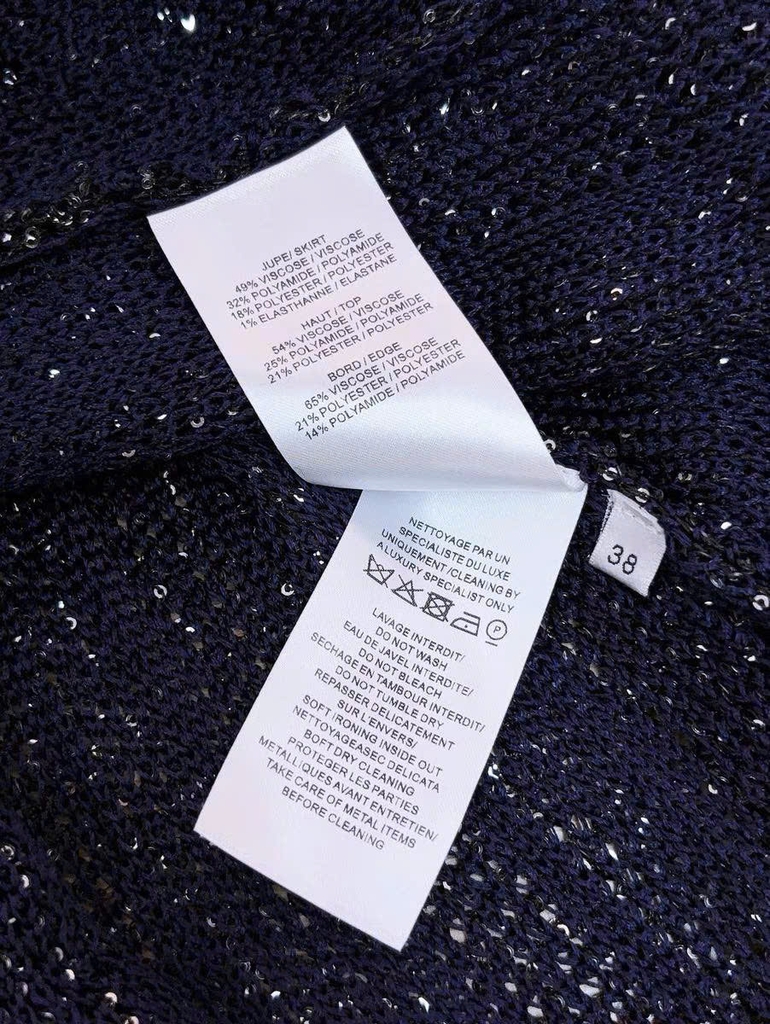 JUPE/ SKIRT
49% VISCOSE / VISCOSE
32% POLYAMIDE / POLYAMIDE
18% POLYESTER / POLYESTER
1% ELASTHANNE / ELASTANE
HAUT / TOP
54% VISCOSE / VISCOSE
25% POLYAMIDE / POLYAMIDE
21% POLYESTER / POLYESTER
BORD / EDGE
65% VISCOSE / VISCOSE
21% POLYESTER / POLYESTER
14% POLYAMIDE / POLYAMIDE
NETTOYAGE PAR UN
SPECIALISTE DU LUXE
UNIQUEMENT /CLEANING BY
A LUXURY SPECIALIST ONLY
P
LAVAGE INTERDIT/
DO NOT WASH
EAU DE JAVEL INTERDITE/
DO NOT BLEACH
SECHAGE EN TAMBOUR INTERDIT/
DO NOT TUMBLE DRY
REPASSER DELICATEMENT
SUR L'ENVERS/
SOFT IRONING INSIDE OUT
NETTOYAGEASEC DELICATA
BOFT DRY CLEANING
PROTEGER LES PARTIES
METALLIQUES AVANT ENTRETIEN/
TAKE CARE OF METAL ITEMS
BEFORE CLEANING
38